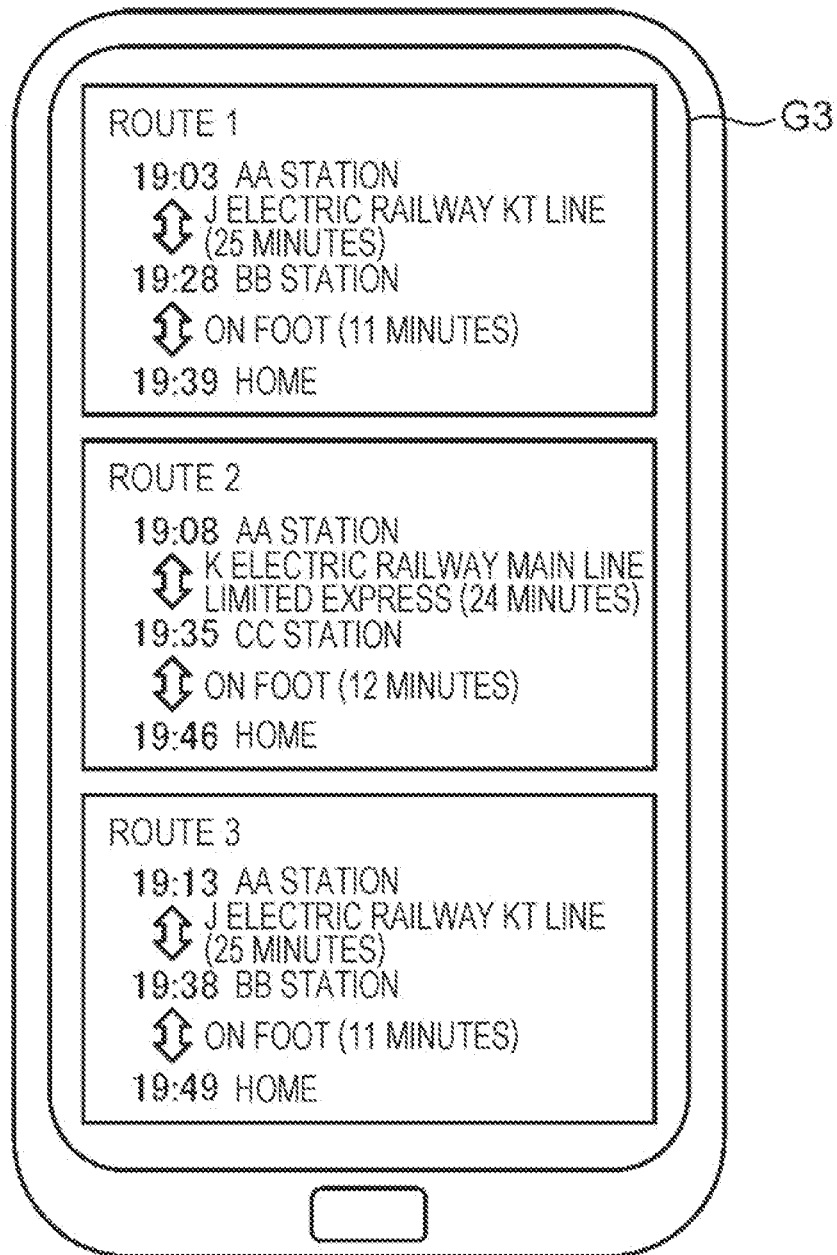 G3
ROUTE 1
19:03 AA STATION
J ELECTRIC RAILWAY KT LINE
(25 MINUTES)
19:28 BB STATION
ON FOOT (11 MINUTES)
19:39 HOME
ROUTE 2
19:08 AA STATION
K ELECTRIC RAILWAY MAIN LINE
LIMITED EXPRESS (24 MINUTES)
19:35 CC STATION
ON FOOT (12 MINUTES)
19:46 HOME
ROUTE 3
19:13 AA STATION
J ELECTRIC RAILWAY KT LINE
(25 MINUTES)
19:38 BB STATION
ON FOOT (11 MINUTES)
19:49 HOME